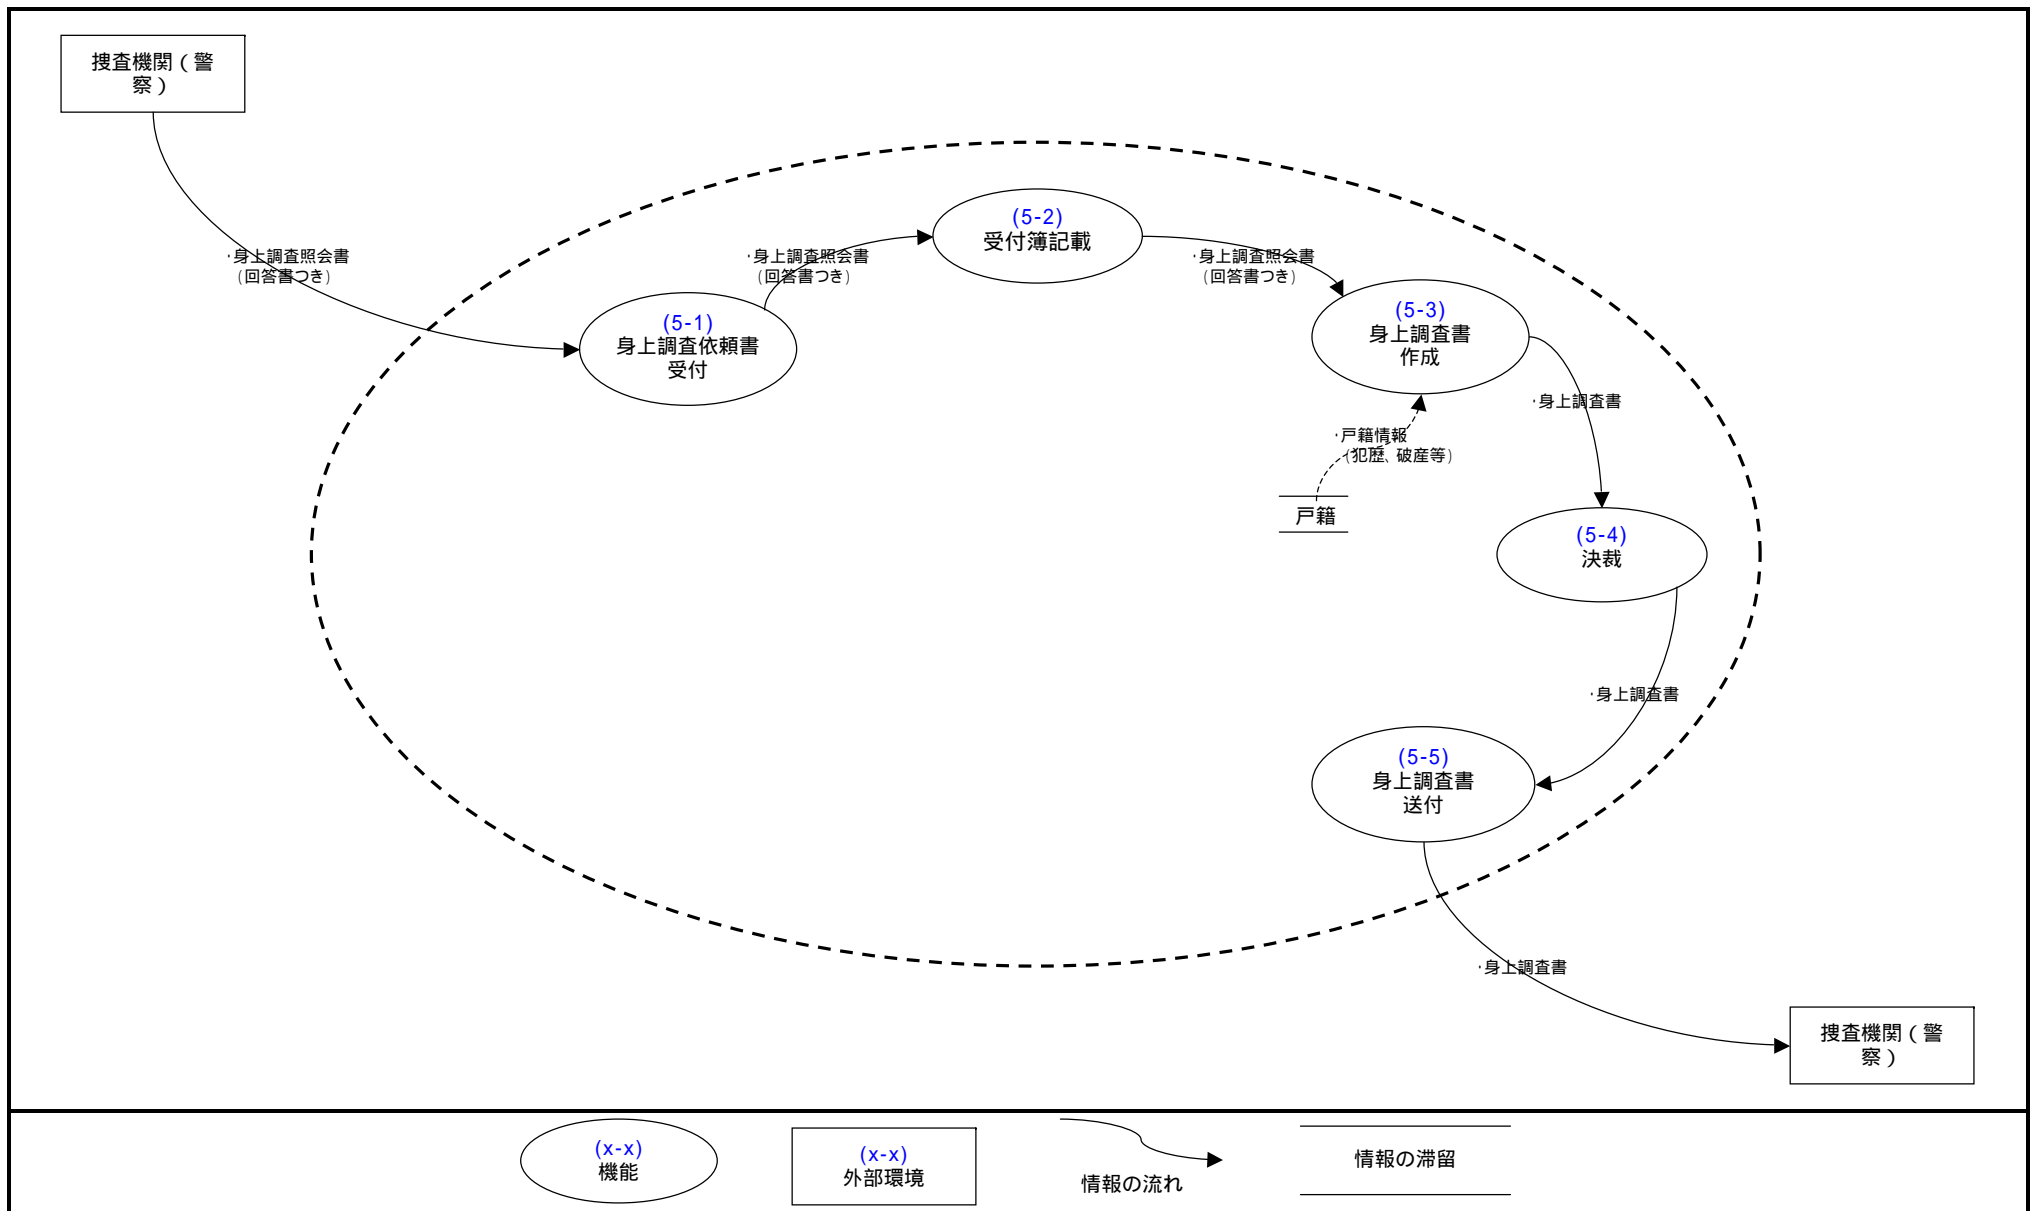 捜査機関（警
察）
・身上調査照会書
（回答書つき）
・身上調査照会書
（回答書つき）
(5-2)
受付簿記載
・身上調査照会書
（回答書つき）
(5-1)
身上調査依頼書
受付
(5-3)
身上調査書
作成
・身上調査書
・戸籍情報
（犯歴、破産等）
戸籍
(5-4)
決裁
・身上調査書
(5-5)
身上調査書
送付
・身上調査書
捜査機関（警
察）
(x-x)
機能
(x-x)
外部環境
情報の流れ
情報の滞留